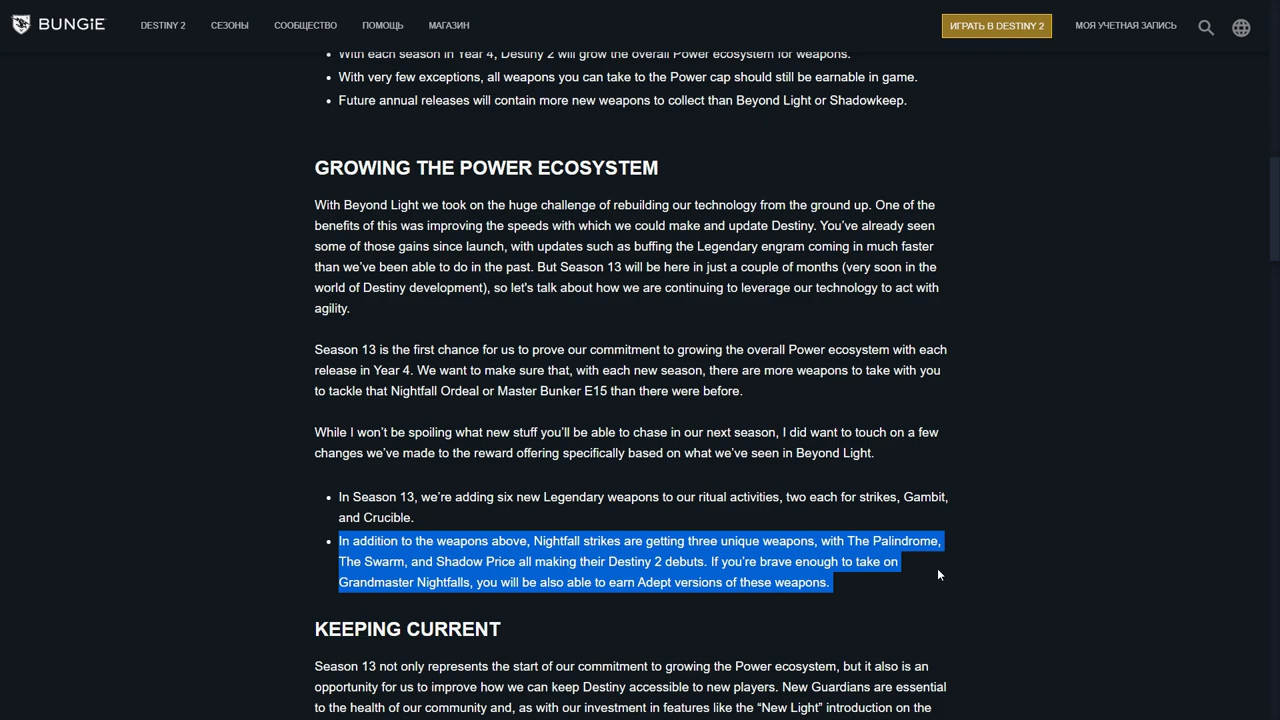 BUNGiE DESTINY 2 СЕЗОНЫ СООБЩЕСТВО ПОМОЩЬ МАГАЗИН ИГРАТЬ В DESTINY 2 МОЯ УЧЕТНАЯ ЗАПИСЬ
• With each season in Year 4, Destiny 2 will grow the overall Power ecosystem for weapons.
• With very few exceptions, all weapons you can take to the Power cap should still be earnable in game.
• Future annual releases will contain more new weapons to collect than Beyond Light or Shadowkeep.
GROWING THE POWER ECOSYSTEM
With Beyond Light we took on the huge challenge of rebuilding our technology from the ground up. One of the
benefits of this was improving the speeds with which we could make and update Destiny. You’ve already seen
some of those gains since launch, with updates such as buffing the Legendary engram coming in much faster
than we’ve been able to do in the past. But Season 13 will be here in just a couple of months (very soon in the
world of Destiny development), so let's talk about how we are continuing to leverage our technology to act with
agility.
Season 13 is the first chance for us to prove our commitment to growing the overall Power ecosystem with each
release in Year 4. We want to make sure that, with each new season, there are more weapons to take with you
to tackle that Nightfall Ordeal or Master Bunker E15 than there were before.
While I won’t be spoiling what new stuff you’ll be able to chase in our next season, I did want to touch on a few
changes we’ve made to the reward offering specifically based on what we’ve seen in Beyond Light.
• In Season 13, we’re adding six new Legendary weapons to our ritual activities, two each for strikes, Gambit,
and Crucible.
• In addition to the weapons above, Nightfall strikes are getting three unique weapons, with The Palindrome,
The Swarm, and Shadow Price all making their Destiny 2 debuts. If you’re brave enough to take on
Grandmaster Nightfalls, you will be also able to earn Adept versions of these weapons.
KEEPING CURRENT
Season 13 not only represents the start of our commitment to growing the Power ecosystem, but it also is an
opportunity for us to improve how we can keep Destiny accessible to new players. New Guardians are essential
to the health of our community and, as with our investment in features like the “New Light” introduction on the